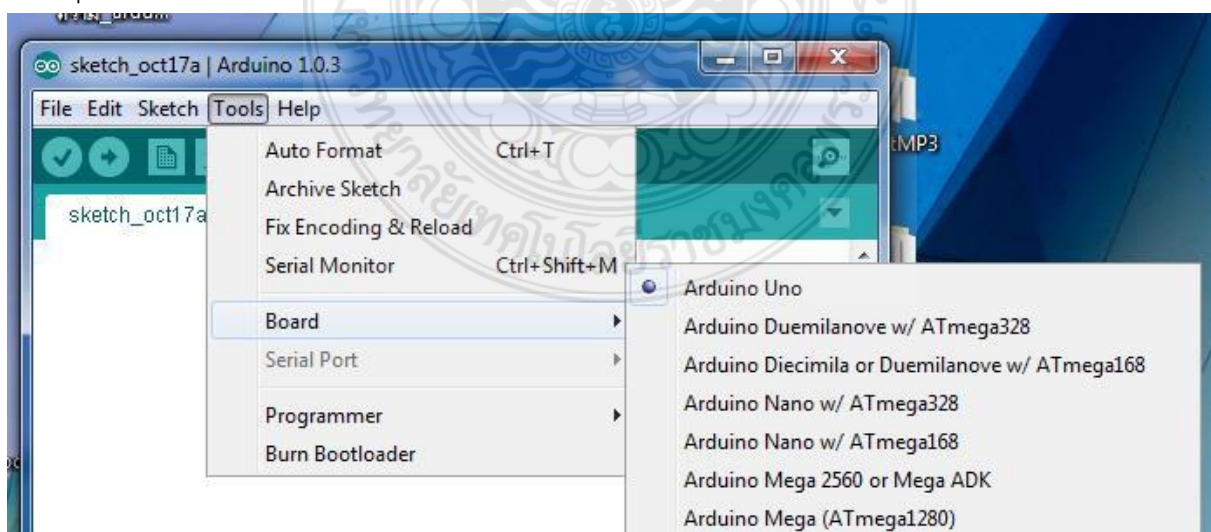 sketch_oct17a | Arduino 1.0.3
File Edit Sketch Tools Help
Auto Format Ctrl+T
Archive Sketch
sketch_oct17a
Fix Encoding & Reload
Serial Monitor Ctrl+Shift+M
Board
Serial Port
Programmer
Burn Bootloader
Arduino Uno
Arduino Duemilanove w/ ATmega328
Arduino Diecimila or Duemilanove w/ ATmega168
Arduino Nano w/ ATmega328
Arduino Nano w/ ATmega168
Arduino Mega 2560 or Mega ADK
Arduino Mega (ATmega1280)
tMP3